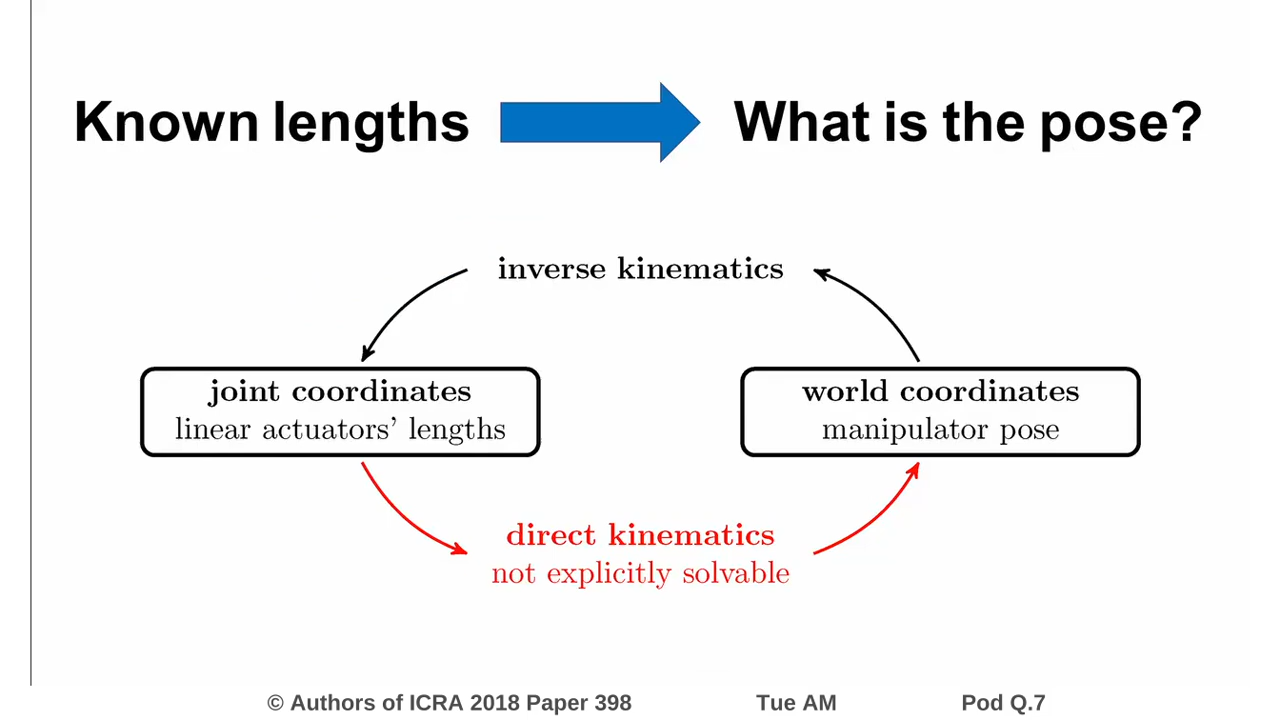 Known lengths
What is the pose?
inverse kinematics
joint coordinates
linear actuators’ lengths
world coordinates
manipulator pose
direct kinematics
not explicitly solvable
© Authors of ICRA 2018 Paper 398 Tue AM Pod Q.7